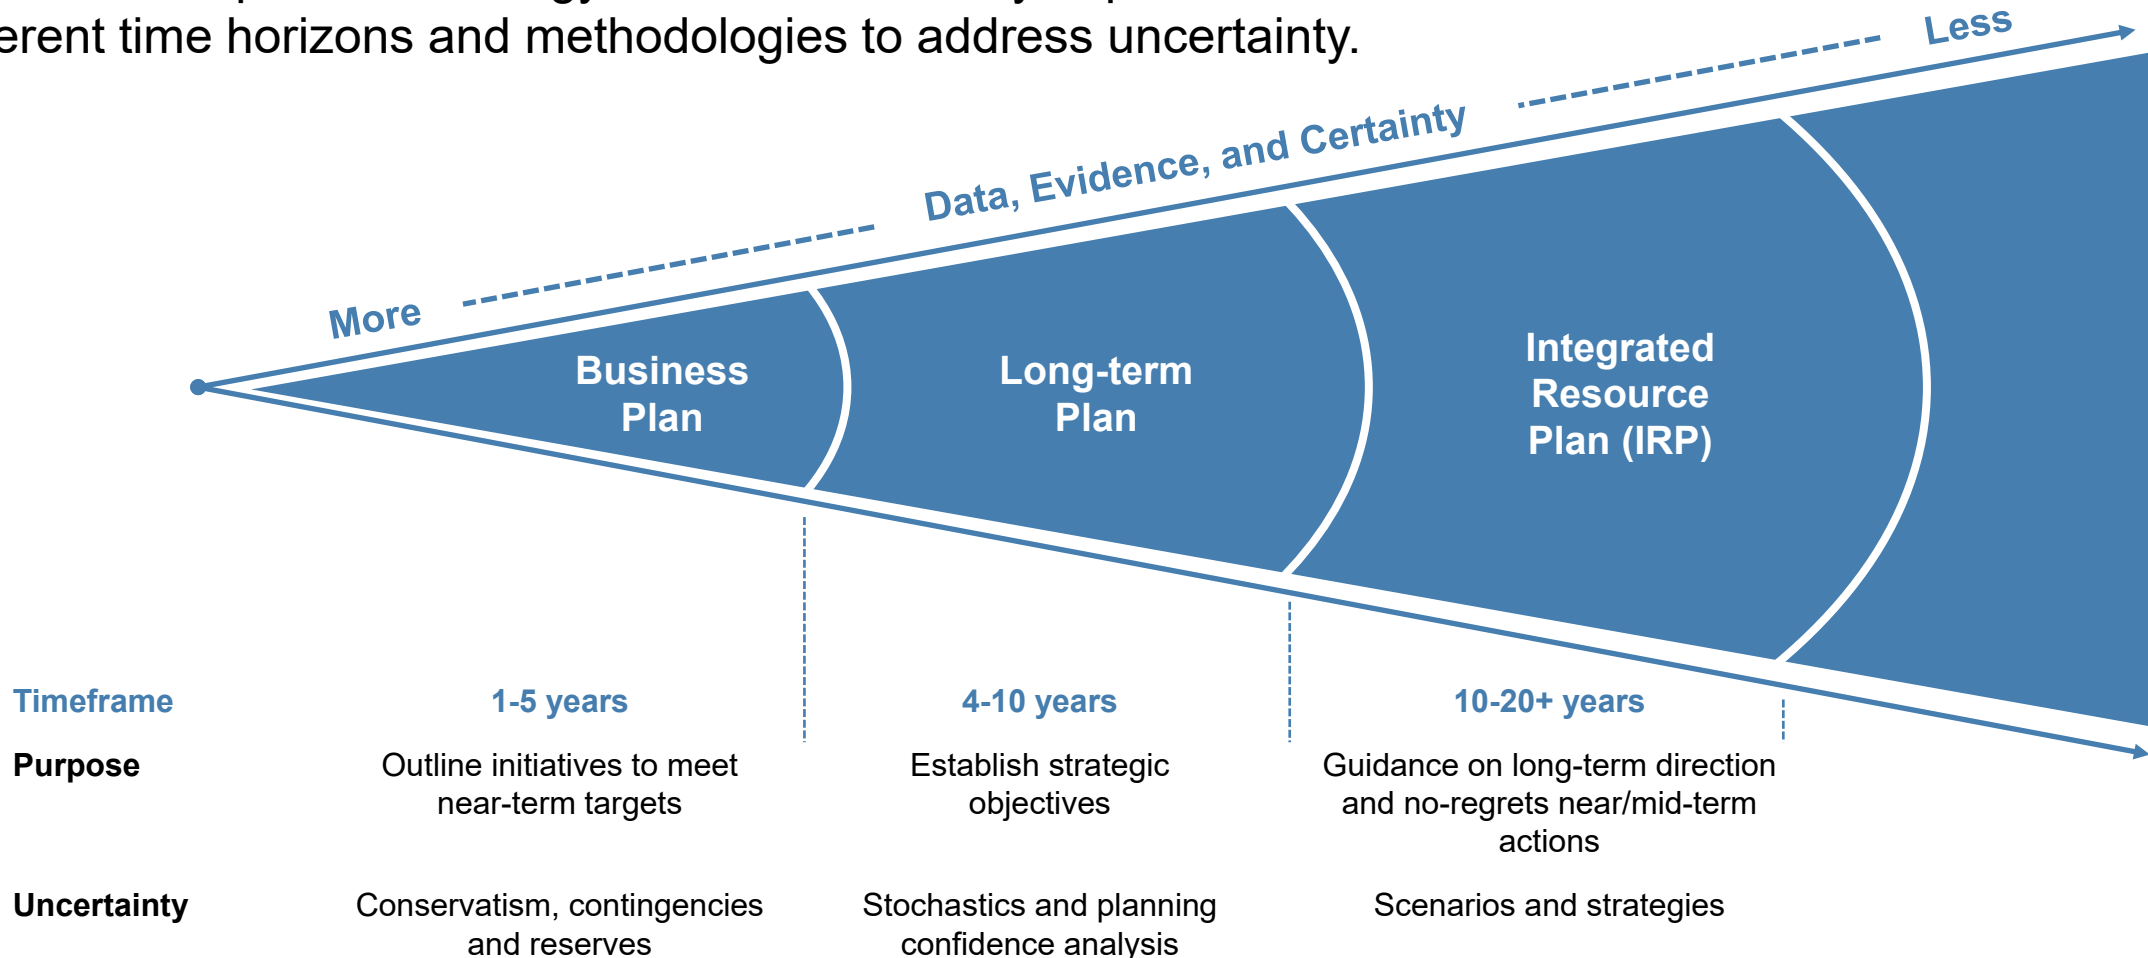 erent time horizons and methodologies to address uncertainty.
Less
Data, Evidence, and Certainty
More
Business
Plan
Long-term
Plan
Integrated
Resource
Plan (IRP)
Timeframe 1-5 years 4-10 years 10-20+ years
Purpose Outline initiatives to meet Establish strategic Guidance on long-term direction
near-term targets objectives and no-regrets near/mid-term
actions
Uncertainty Conservatism, contingencies Stochastics and planning Scenarios and strategies
and reserves confidence analysis